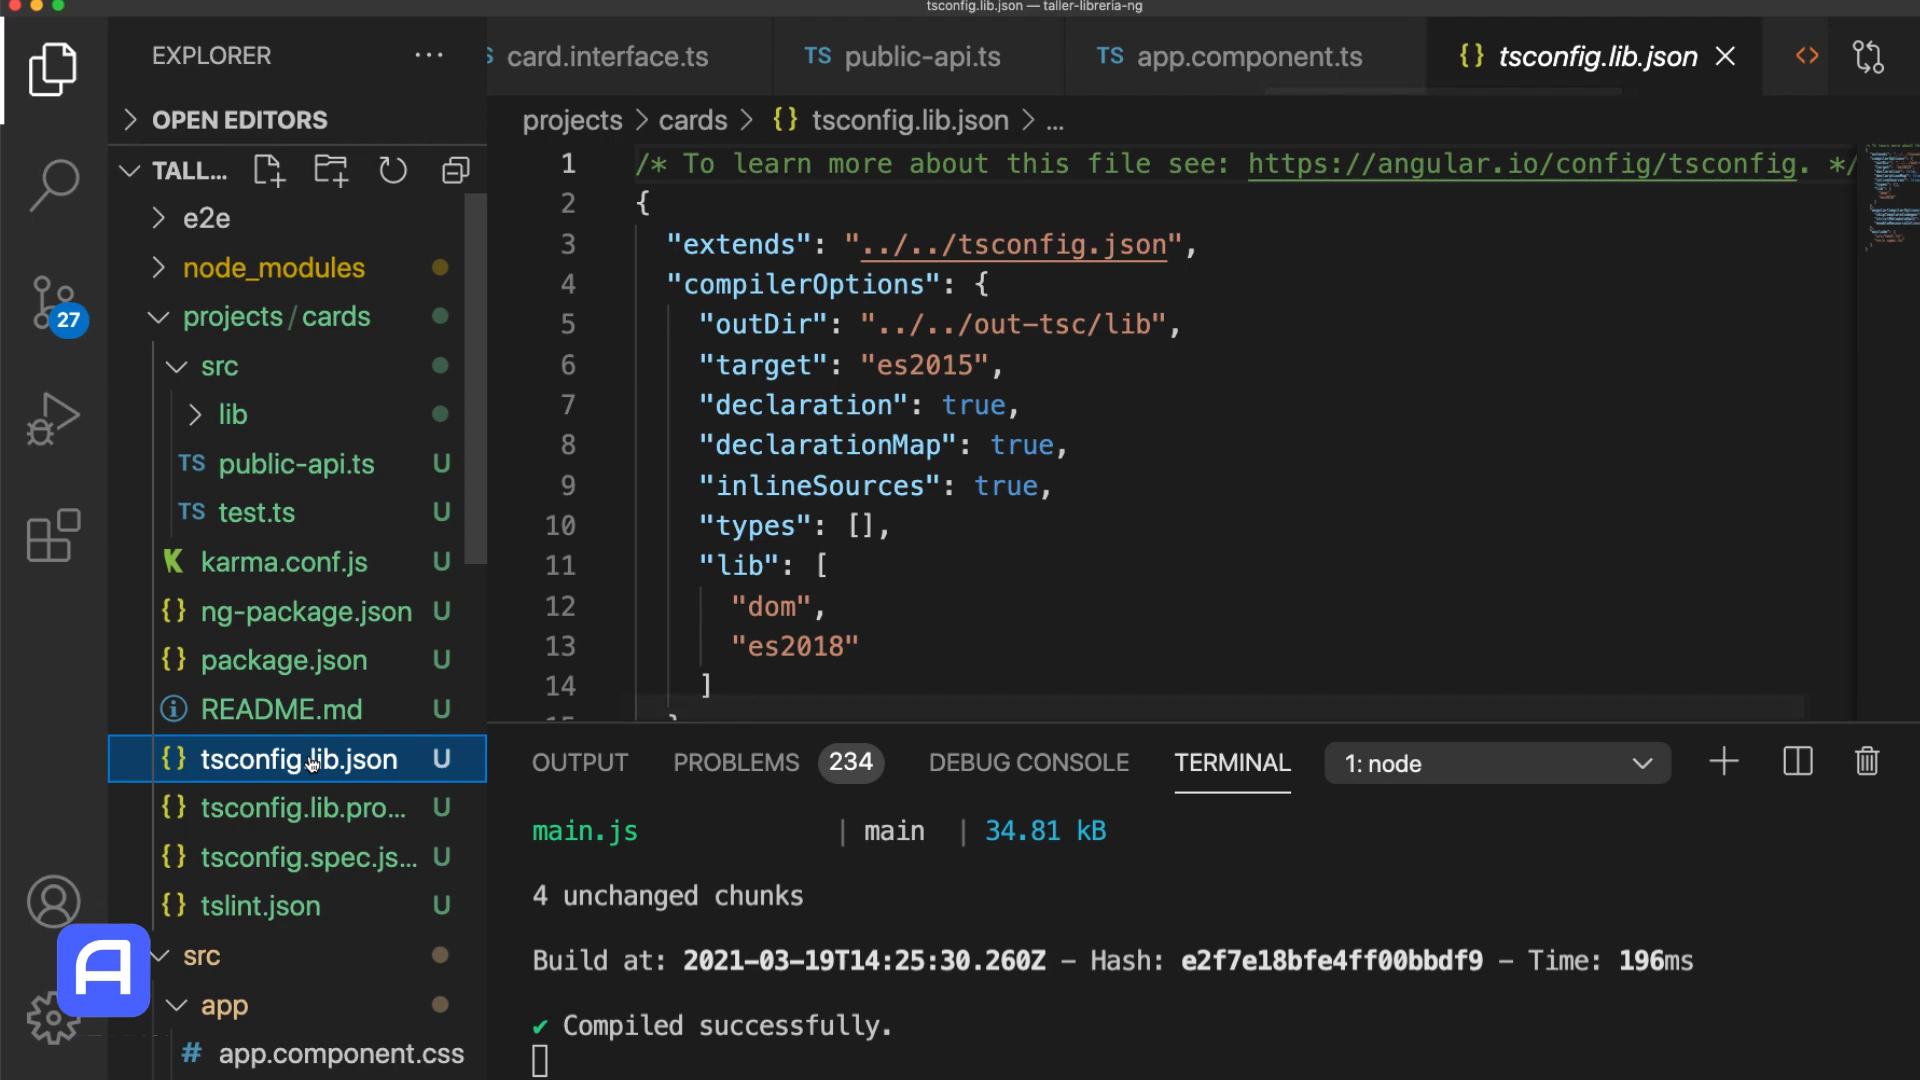 tsconfig.lib.json — taller-libreria-ng
EXPLORER
card.interface.ts
TS public-api.ts
TS app.component.ts
{} tsconfig.lib.json
OPEN EDITORS
projects > cards > {} tsconfig.lib.json > ...
TALL...
e2e
node_modules
projects / cards
src
lib
TS public-api.ts U
TS test.ts U
karma.conf.js U
{} ng-package.json U
{} package.json U
README.md U
{} tsconfig.lib.json U
{} tsconfig.lib.pro... U
{} tsconfig.spec.js... U
{} tslint.json U
src
app
# app.component.css
27
1 /* To learn more about this file see: https://angular.io/config/tsconfig. */
2 {
3 "extends": "../../tsconfig.json",
4 "compilerOptions": {
5 "outDir": "../../out-tsc/lib",
6 "target": "es2015",
7 "declaration": true,
8 "declarationMap": true,
9 "inlineSources": true,
10 "types": [],
11 "lib": [
12 "dom",
13 "es2018"
14 ]
OUTPUT PROBLEMS 234 DEBUG CONSOLE TERMINAL 1: node
main.js | main | 34.81 kB
4 unchanged chunks
Build at: 2021-03-19T14:25:30.260Z - Hash: e2f7e18bfe4ff00bbdf9 - Time: 196ms
✔ Compiled successfully.